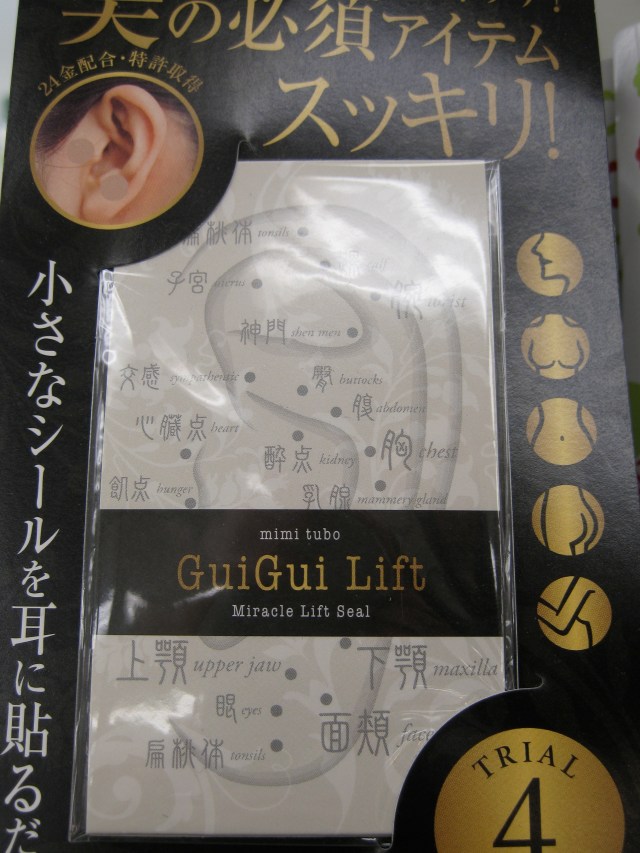 美の必須アイテム
24金配合・特許取得
スッキリ!
小さなシールを耳に貼るだ
扁桃体 tonsils
子宮 uterus
wrist
神門 shen men
交感 sympathetic
臀 buttocks
腹 abdomen
心臓点 heart
酔点 kidney
胸 chest
飢点 hunger
乳腺 mammery gland
mimi tubo
GuiGui Lift
Miracle Lift Seal
上顎 upper jaw
下顎 maxilla
眼 eyes
面頬 face
扁桃体 tonsils
TRIAL
4